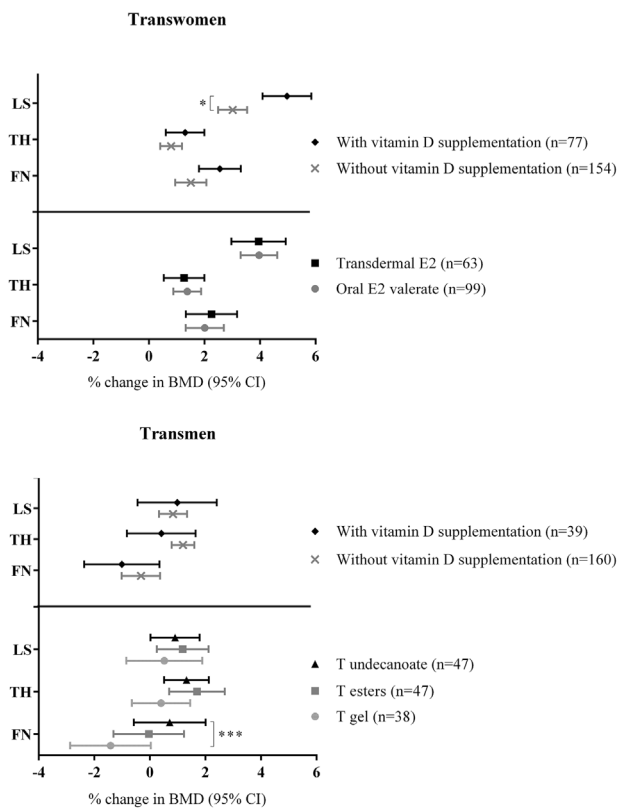 Transwomen
LS
*
TH
With vitamin D supplementation (n=77)
Without vitamin D supplementation (n=154)
FN
LS
Transdermal E2 (n=63)
TH
Oral E2 valerate (n=99)
FN
-4 -2 0 2 4 6
% change in BMD (95% CI)
Transmen
LS
With vitamin D supplementation (n=39)
TH
Without vitamin D supplementation (n=160)
FN
LS
T undecanoate (n=47)
TH
T esters (n=47)
T gel (n=38)
FN
***
-4 -2 0 2 4 6
% change in BMD (95% CI)